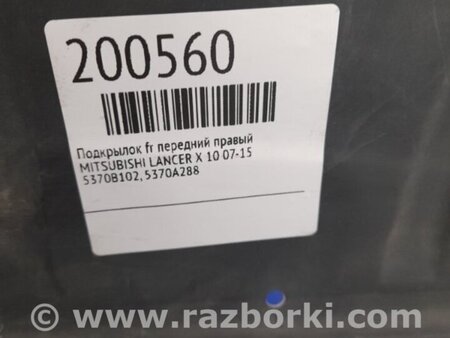 200560
Подкрылок fr передний правый
MITSUBISHI LANCER X 10 07-15
5370B102, 5370A288
© www.razborki.com